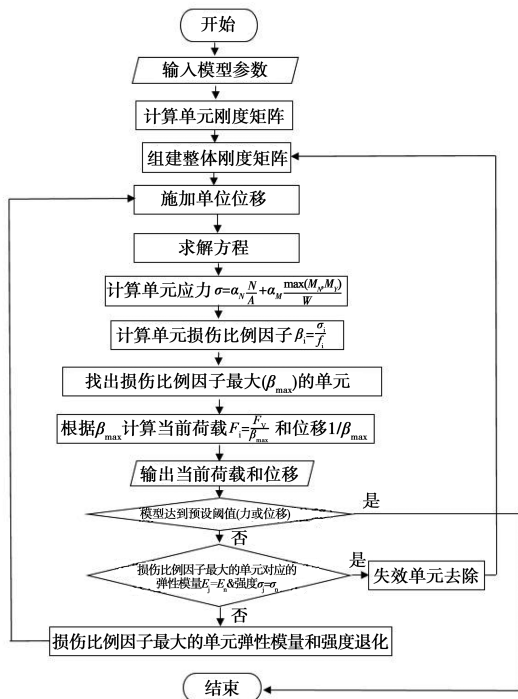 开始
输入模型参数
计算单元刚度矩阵
组建整体刚度矩阵
施加单位位移
求解方程
计算单元应力 σ=α_N N/A+α_M max(M_N,M_Y)/W
计算单元损伤比例因子 β_i=σ_i/f_i
找出损伤比例因子最大(β_max)的单元
根据β_max计算当前荷载F_i=F_V/β_max和位移1/β_max
输出当前荷载和位移
模型达到预设阈值(力或位移)
是
否
损伤比例因子最大的单元对应的
弹性模量E_j=E_n&强度σ_j=σ_n
是
失效单元去除
否
损伤比例因子最大的单元弹性模量和强度退化
结束